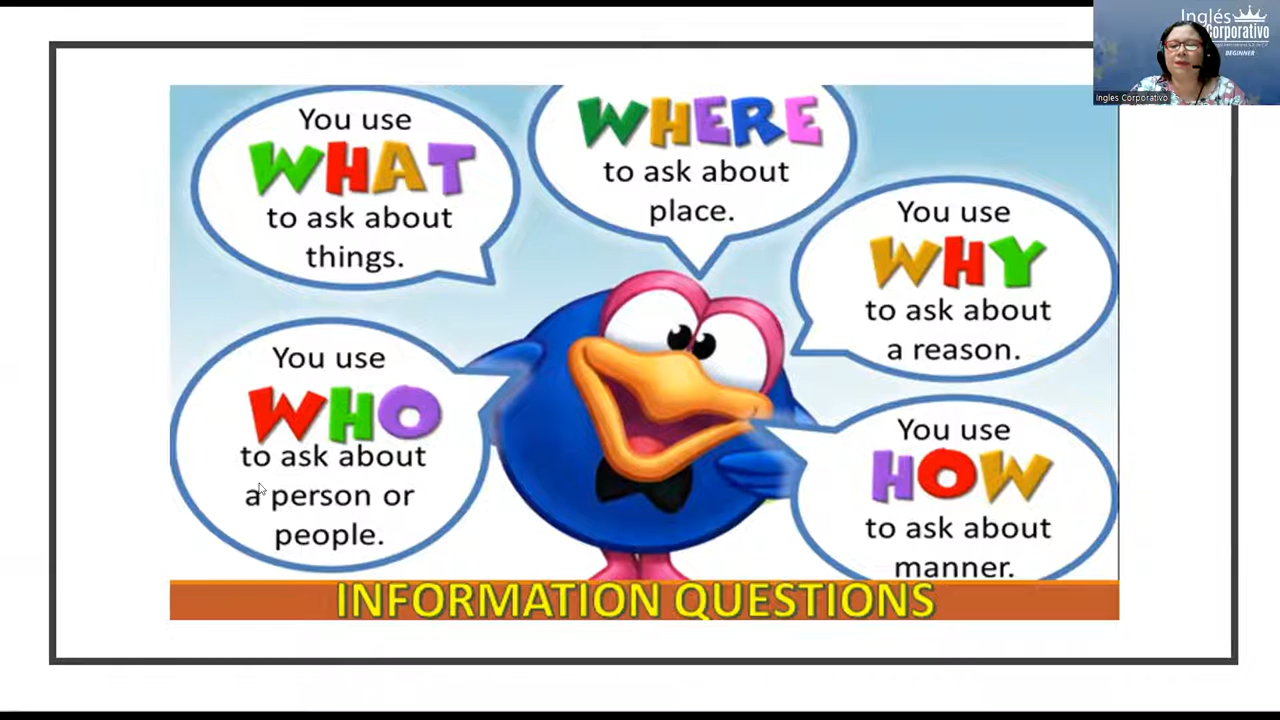 You use
WHAT
to ask about
things.
WHERE
to ask about
place.
You use
WHY
to ask about
a reason.
You use
WHO
to ask about
a person or
people.
You use
HOW
to ask about
manner.
INFORMATION QUESTIONS
Inglés
Corporativo
BEGINNER
Ingles Corporativo